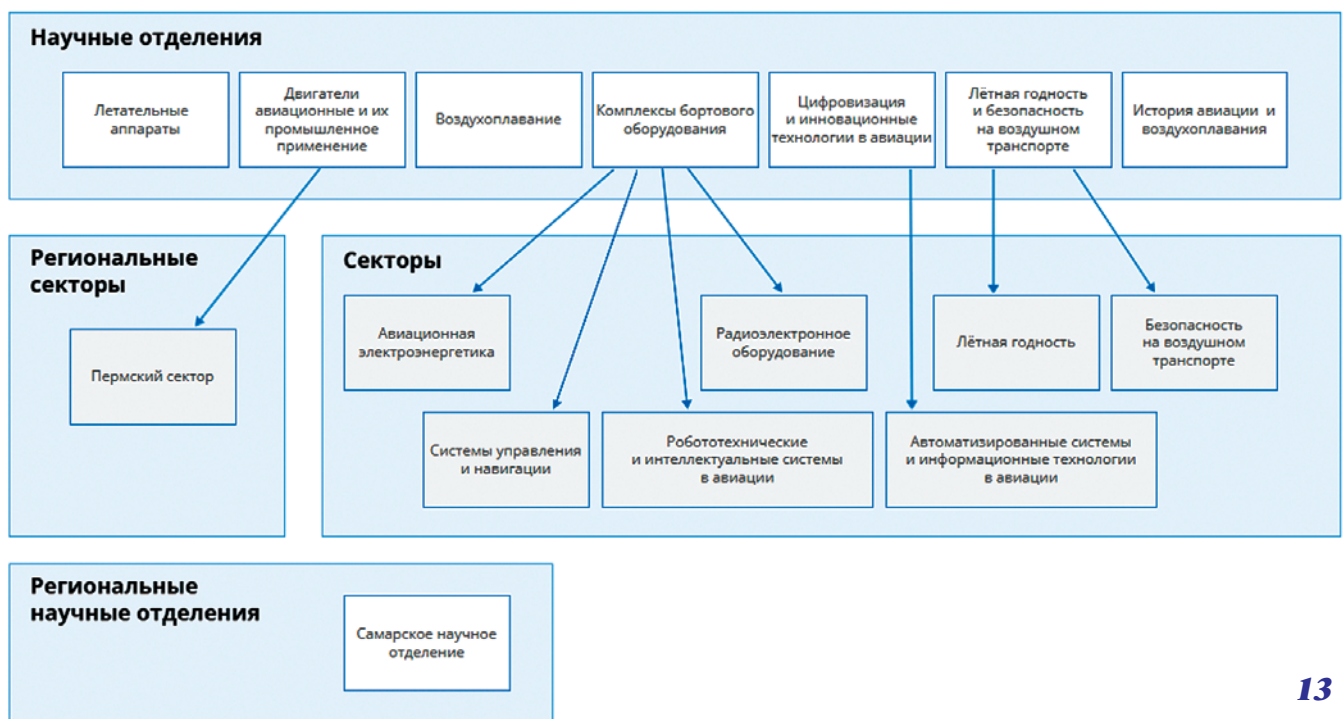 Научные отделения
Летательные
аппараты
Двигатели
авиационные и их
промышленное
применение
Воздухоплавание
Комплексы бортового
оборудования
Цифровизация
и инновационные
технологии в авиации
Лётная годность
и безопасность
на воздушном
транспорте
История авиации и
воздухоплавания
Региональные
секторы
Пермский сектор
Секторы
Авиационная
электроэнергетика
Радиоэлектронное
оборудование
Лётная годность
Безопасность
на воздушном
транспорте
Системы управления
и навигации
Робототехнические
и интеллектуальные системы
в авиации
Автоматизированные системы
и информационные технологии
в авиации
Региональные
научные отделения
Самарское научное
отделение
13